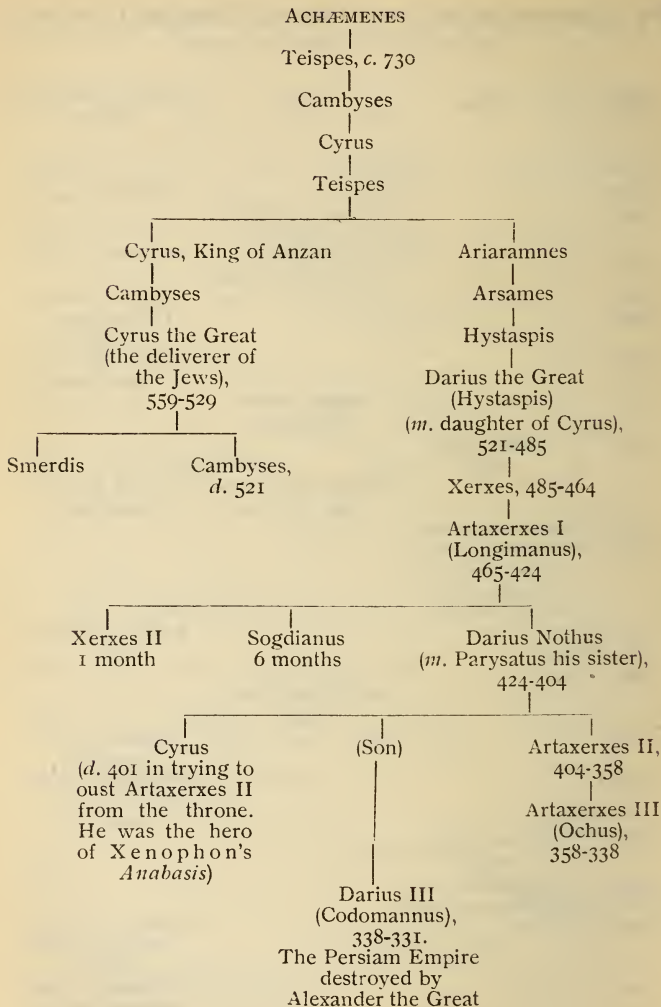 ACHÆMENES
Teispes, c. 730
Cambyses
Cyrus
Teispes
Cyrus, King of Anzan
Ariaramnes
Cambyses
Arsames
Cyrus the Great
(the deliverer of
the Jews),
559-529
Hystaspis
Darius the Great
(Hystaspis)
(m. daughter of Cyrus),
521-485
Smerdis
Cambyses,
d. 521
Xerxes, 485-464
Artaxerxes I
(Longimanus),
465-424
Xerxes II
1 month
Sogdianus
6 months
Darius Nothus
(m. Parysatus his sister),
424-404
Cyrus
(d. 401 in trying to
oust Artaxerxes II
from the throne.
He was the hero
of Xenophon's
Anabasis)
(Son)
Artaxerxes II,
404-358
Artaxerxes III
(Ochus),
358-338
Darius III
(Codomannus),
338-331.
The Persiam Empire
destroyed by
Alexander the Great